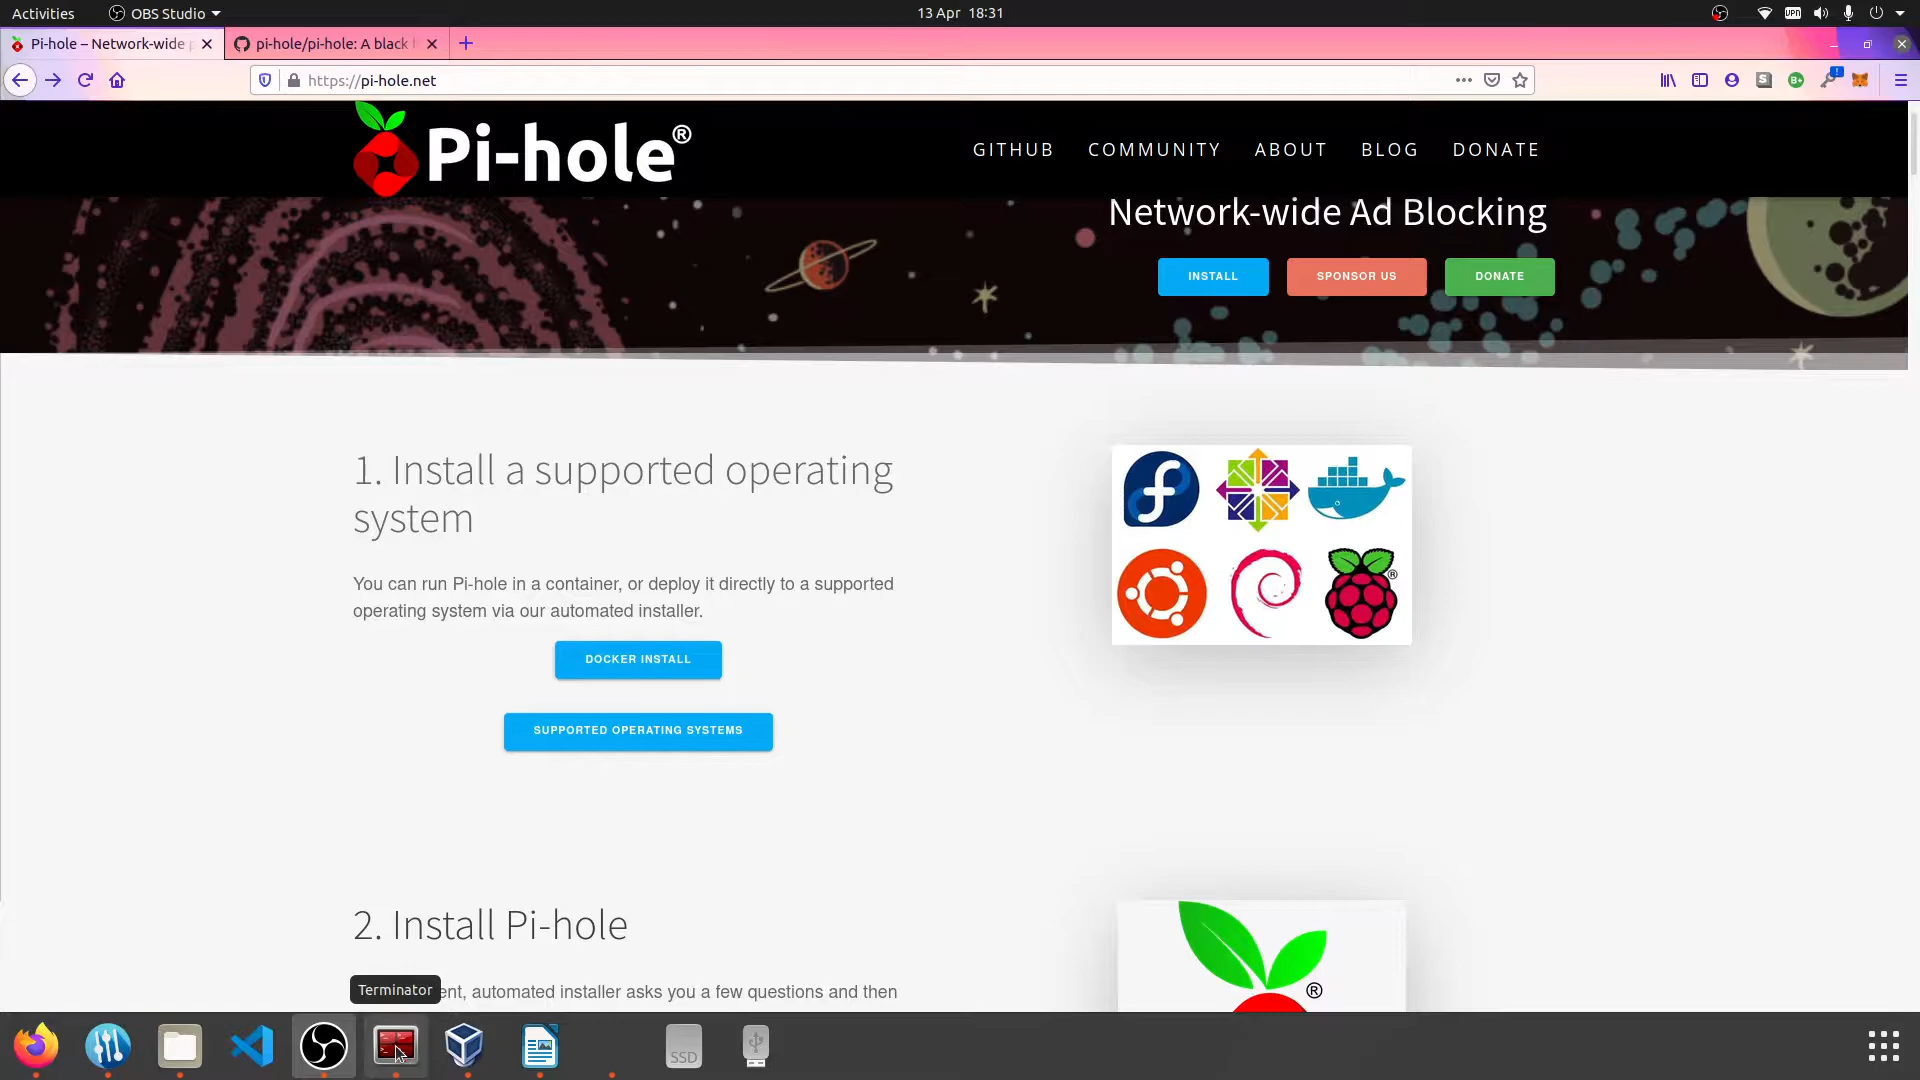 Activities
OBS Studio
13 Apr 18:31
VPN
Pi-hole – Network-wide
pi-hole/pi-hole: A black
https://pi-hole.net
S
B+
!
Pi-hole®
GITHUB
COMMUNITY
ABOUT
BLOG
DONATE
Network-wide Ad Blocking
INSTALL
SPONSOR US
DONATE
1. Install a supported operating
system
You can run Pi-hole in a container, or deploy it directly to a supported
operating system via our automated installer.
DOCKER INSTALL
SUPPORTED OPERATING SYSTEMS
®
2. Install Pi-hole
ent, automated installer asks you a few questions and then
Terminator
®
SSD